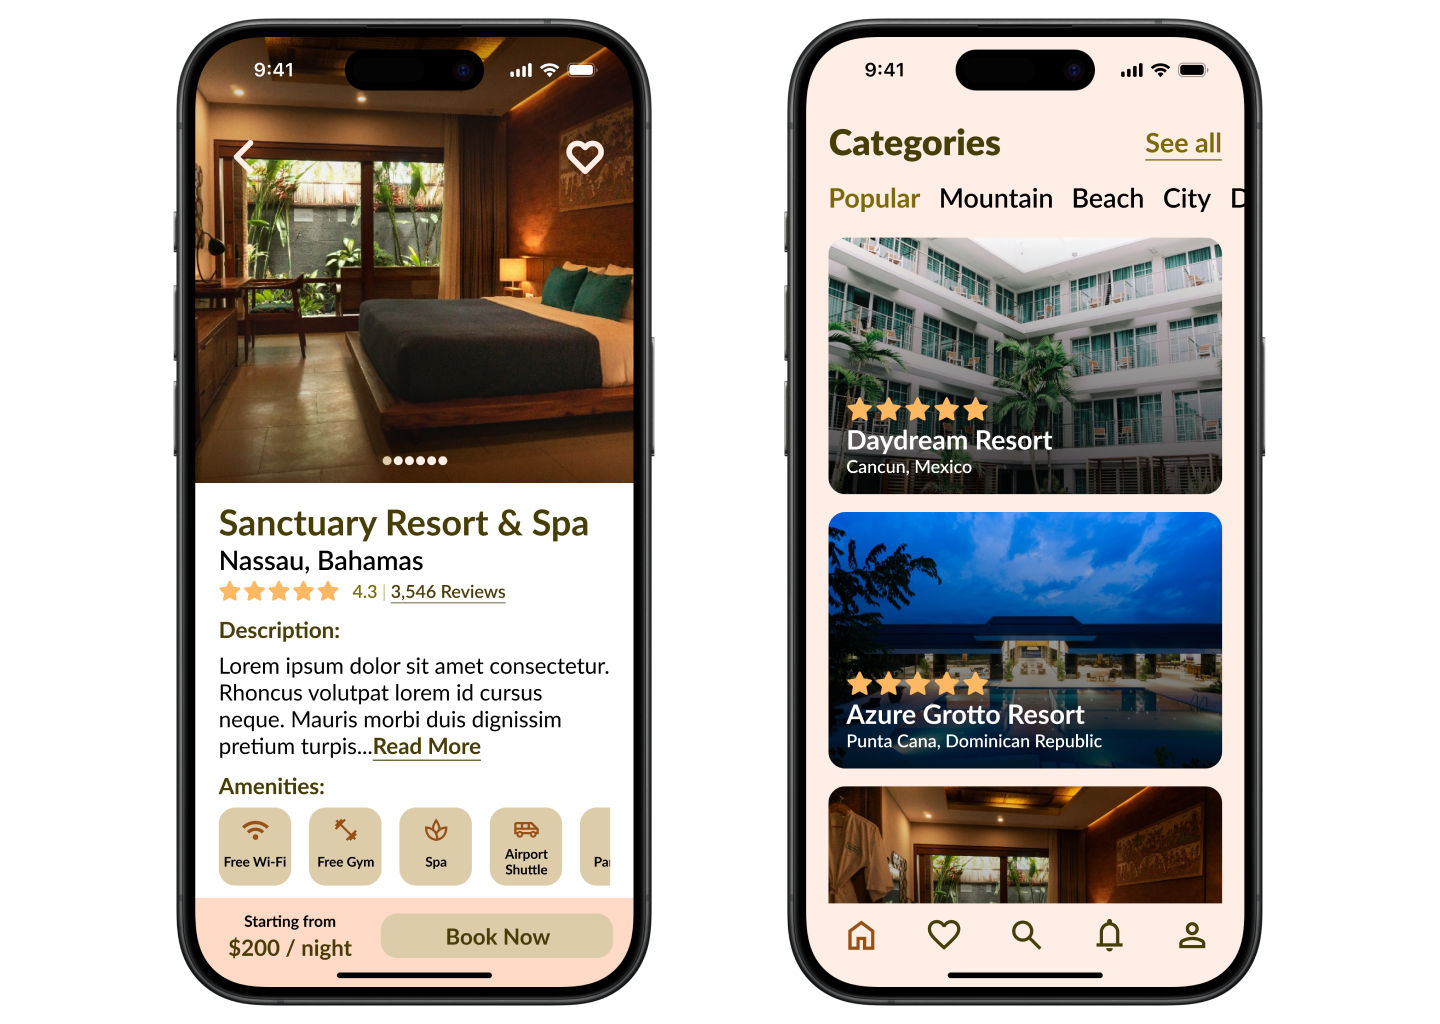 9:41
Sanctuary Resort & Spa
Nassau, Bahamas
4.3 | 3,546 Reviews
Description:
Lorem ipsum dolor sit amet consectetur.
Rhoncus volutpat lorem id cursus
neque. Mauris morbi duis dignissim
pretium turpis...Read More
Amenities:
Free Wi-Fi
Free Gym
Spa
Airport
Shuttle
Par
Starting from
$200 / night
Book Now
9:41
Categories
See all
Popular Mountain Beach City D
Daydream Resort
Cancun, Mexico
Azure Grotto Resort
Punta Cana, Dominican Republic